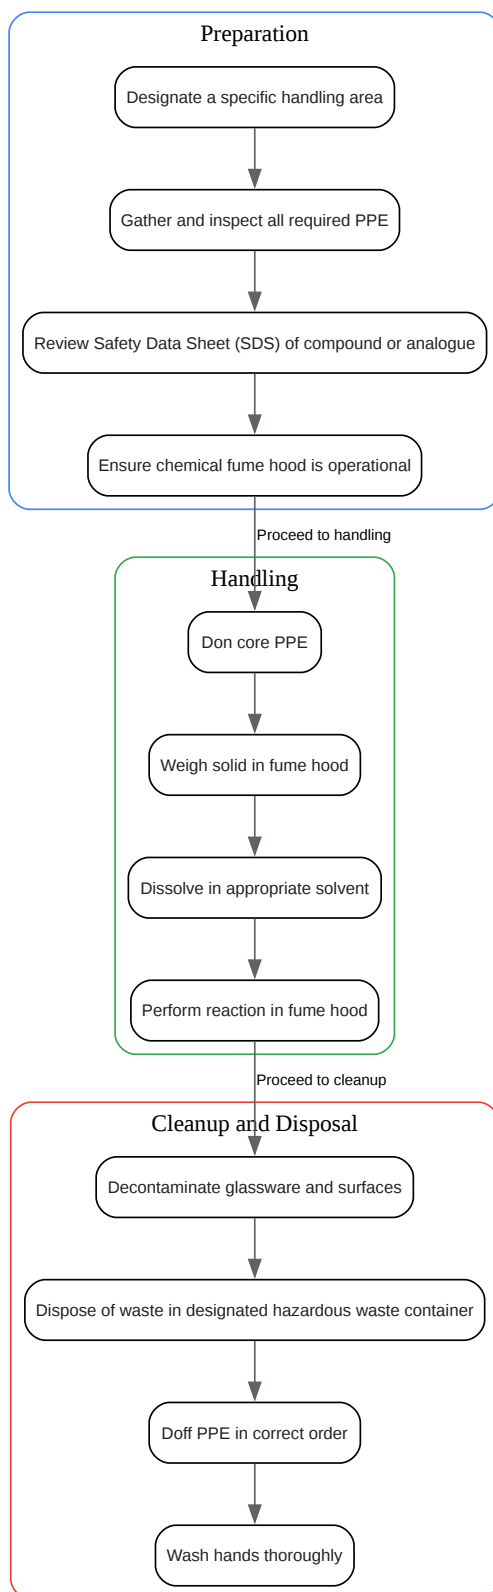 Preparation
Designate a specific handling area
Gather and inspect all required PPE
Review Safety Data Sheet (SDS) of compound or analogue
Ensure chemical fume hood is operational
Proceed to handling
Handling
Don core PPE
Weigh solid in fume hood
Dissolve in appropriate solvent
Perform reaction in fume hood
Proceed to cleanup
Cleanup and Disposal
Decontaminate glassware and surfaces
Dispose of waste in designated hazardous waste container
Doff PPE in correct order
Wash hands thoroughly